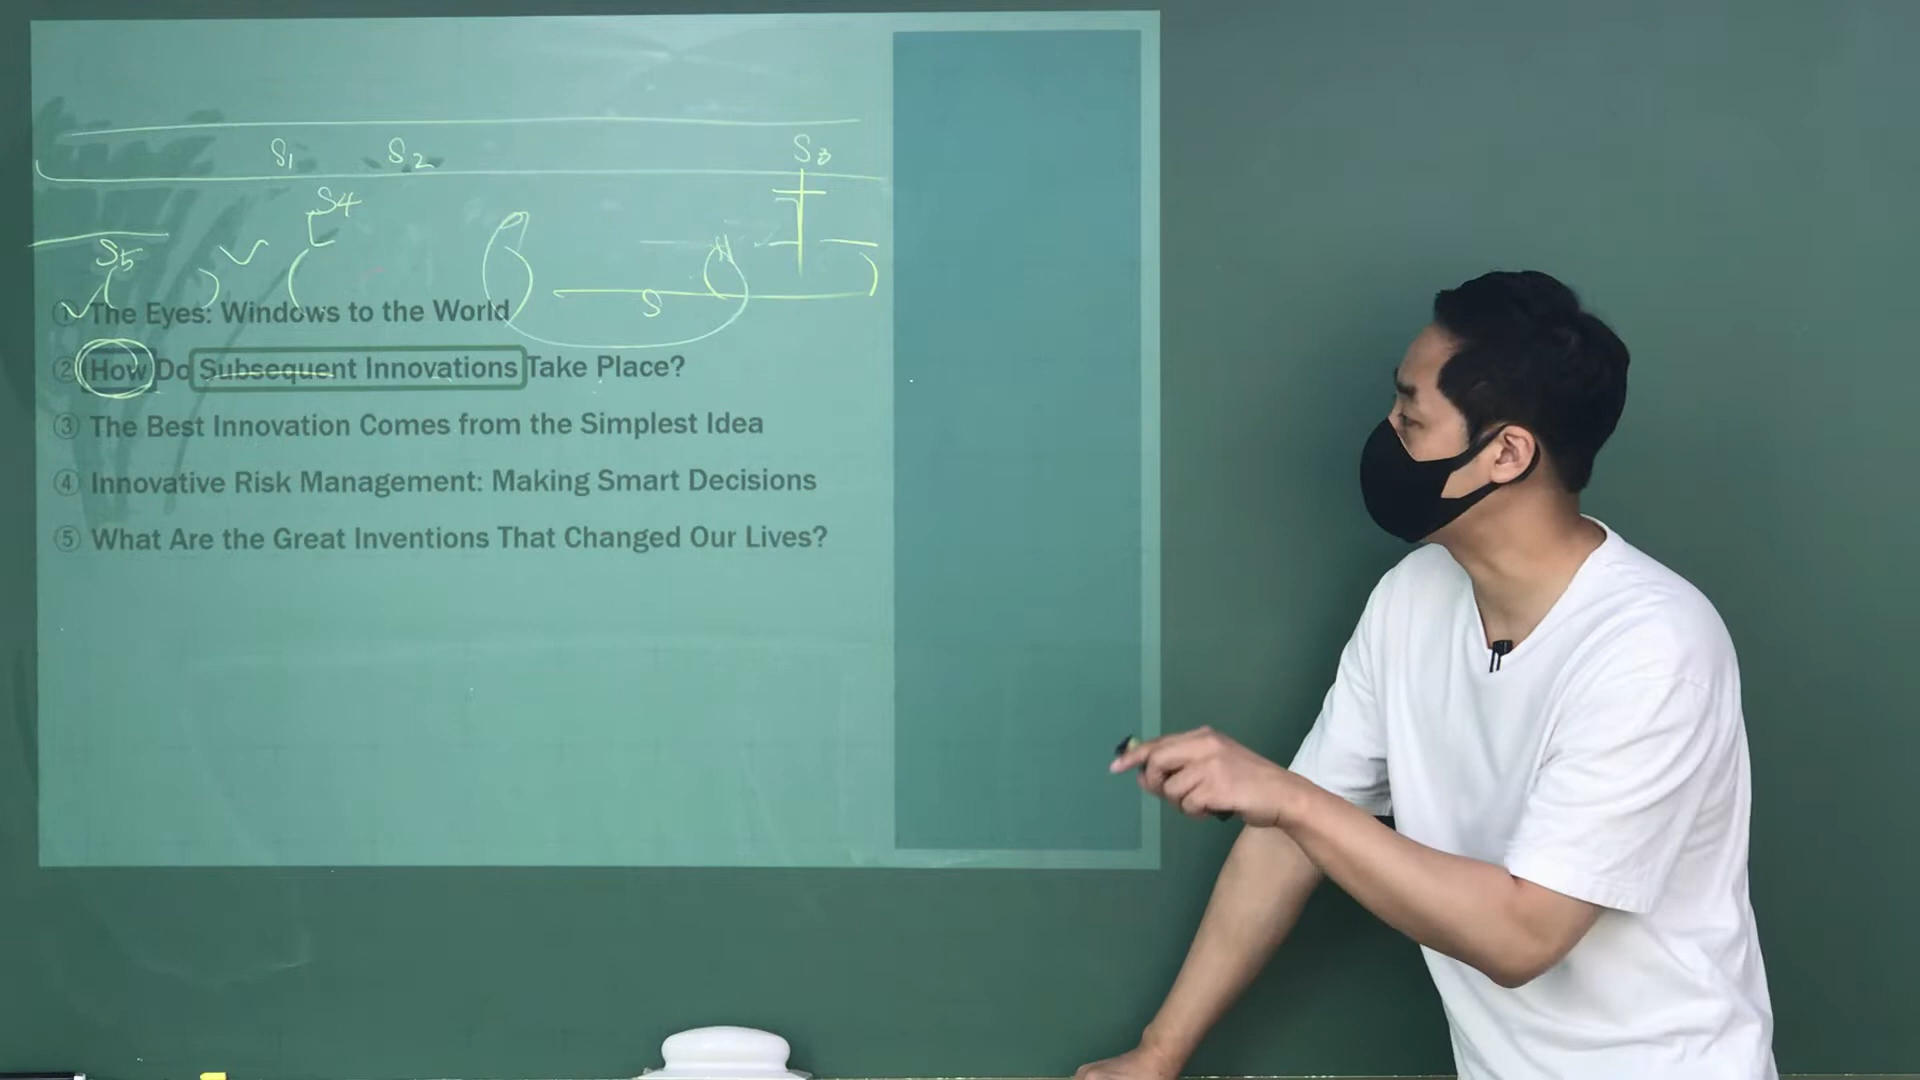 S1 S2 S3
S4
S5
S
① The Eyes: Windows to the World
② How Do Subsequent Innovations Take Place?
③ The Best Innovation Comes from the Simplest Idea
④ Innovative Risk Management: Making Smart Decisions
⑤ What Are the Great Inventions That Changed Our Lives?